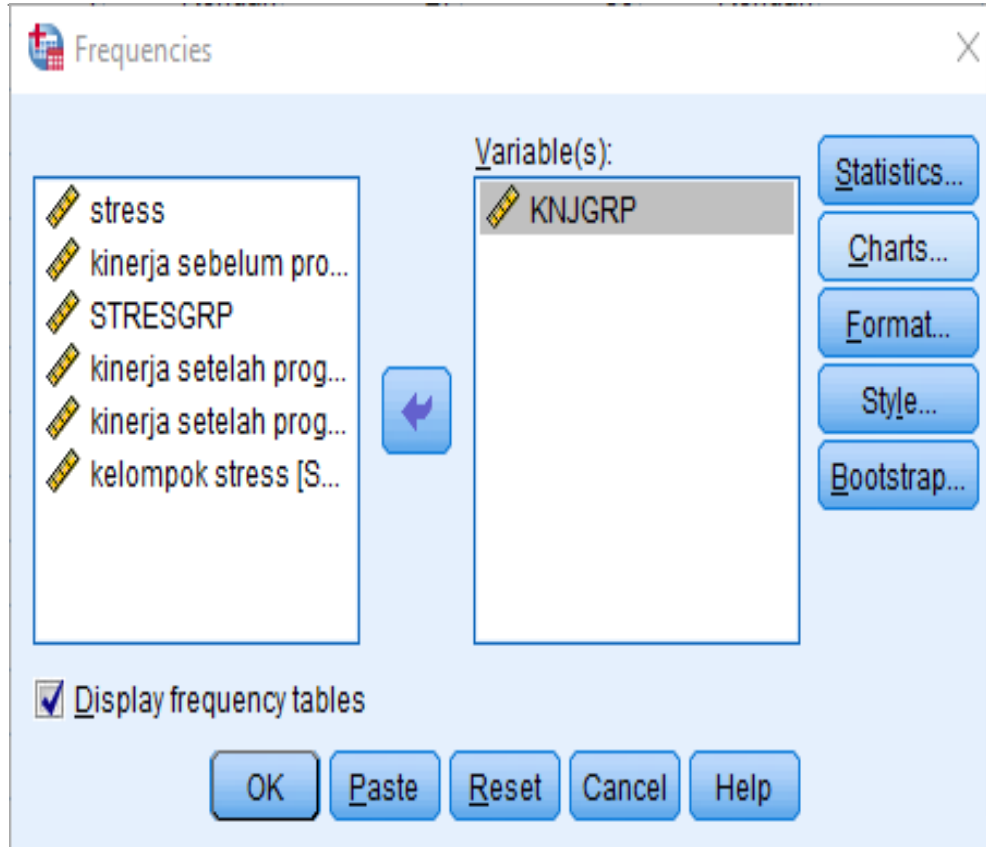 Frequencies
Variable(s):
stress
kinerja sebelum pro...
STRESGRP
kinerja setelah prog...
kinerja setelah prog...
kelompok stress [S...
KNJGRP
Statistics...
Charts...
Format...
Style...
Bootstrap...
Display frequency tables
OK Paste Reset Cancel Help